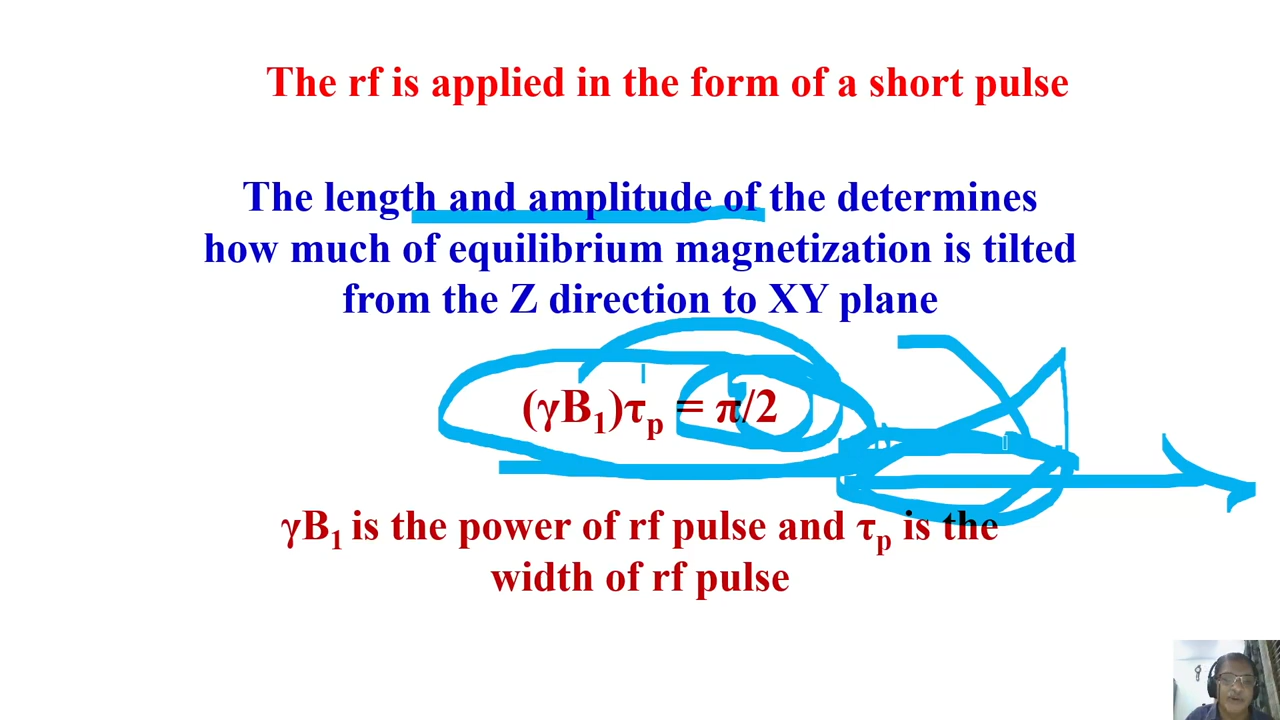 The rf is applied in the form of a short pulse
The length and amplitude of the determines
how much of equilibrium magnetization is tilted
from the Z direction to XY plane
(γB₁)τₚ = π/2
γB₁ is the power of rf pulse and τₚ is the
width of rf pulse